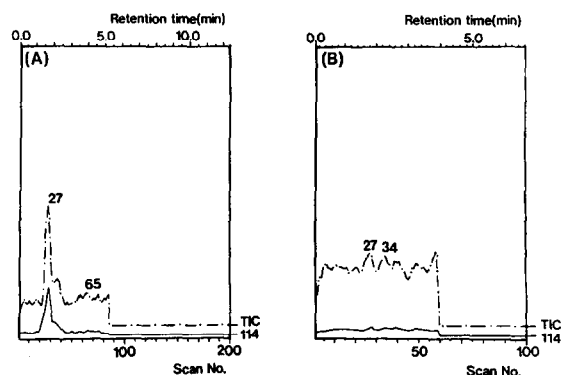 Retention time(min)
0.0 5.0 10.0
(A)
27
65
TIC
114
100 200
Scan No.
Retention time(min)
0.0 5.0
(B)
27 34
TIC
114
50 100
Scan No.